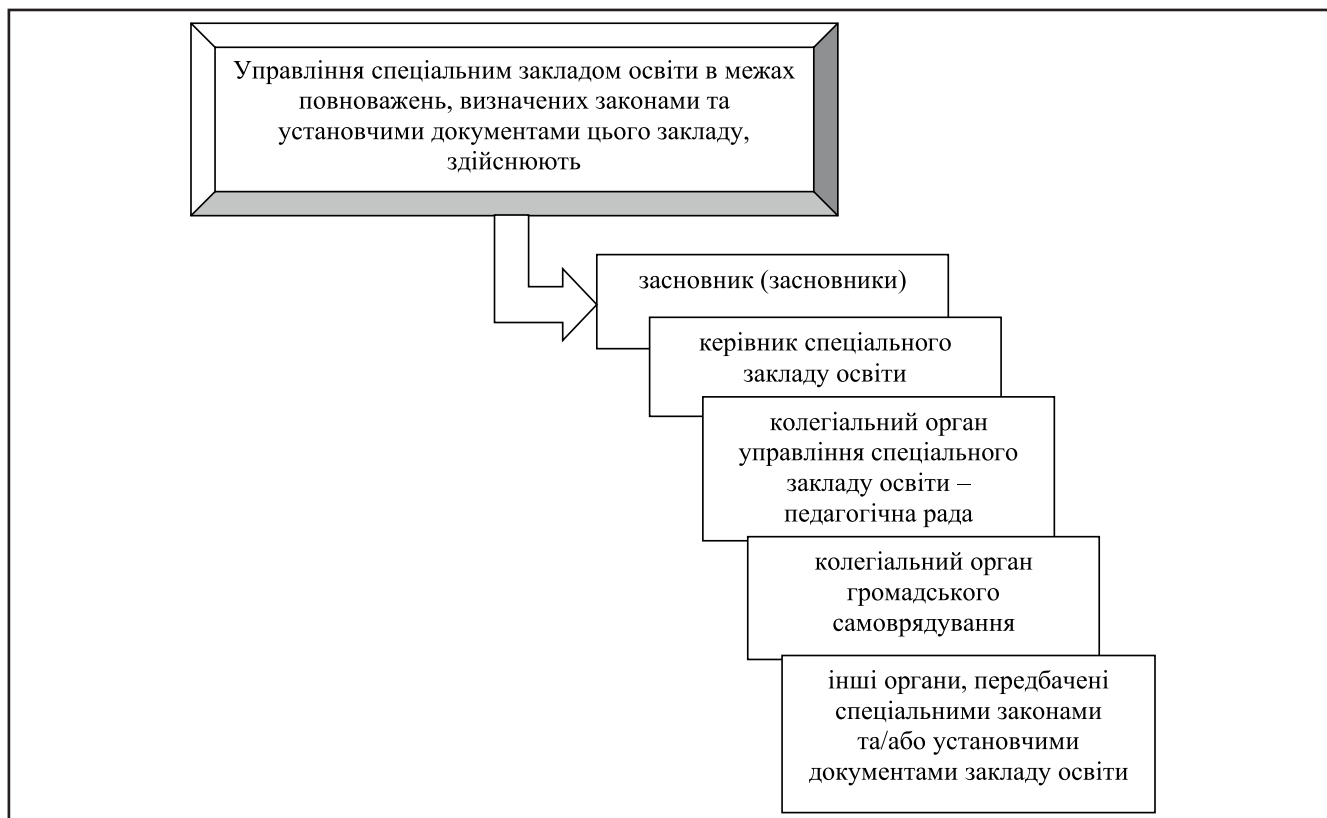 Управління спеціальним закладом освіти в межах
повноважень, визначених законами та
установчими документами цього закладу,
здійснюють
засновник (засновники)
керівник спеціального
закладу освіти
колегіальний орган
управління спеціального
закладу освіти –
педагогічна рада
колегіальний орган
громадського
самоврядування
інші органи, передбачені
спеціальними законами
та/або установчими
документами закладу освіти